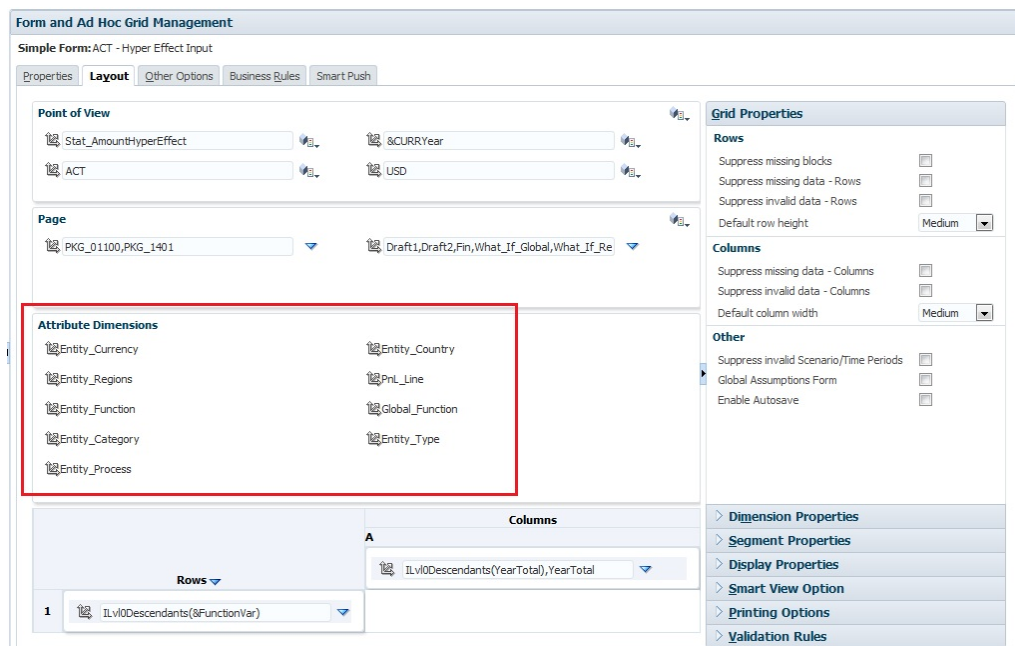 Form and Ad Hoc Grid Management
Simple Form:ACT - Hyper Effect Input
Properties Layout Other Options Business Rules Smart Push
Point of View
Stat_AmountHyperEffect &CURRYear
ACT USD
Page
PKG_01100,PKG_1401 Draft1,Draft2,Fin,What_If_Global,What_If_Re
Attribute Dimensions
Entity_Currency Entity_Country
Entity_Regions PnL_Line
Entity_Function Global_Function
Entity_Category Entity_Type
Entity_Process
Columns
A
ILvl0Descendants(YearTotal),YearTotal
Rows
1 ILvl0Descendants(&FunctionVar)
Grid Properties
Rows
Suppress missing blocks
Suppress missing data - Rows
Suppress invalid data - Rows
Default row height Medium
Columns
Suppress missing data - Columns
Suppress invalid data - Columns
Default column width Medium
Other
Suppress invalid Scenario/Time Periods
Global Assumptions Form
Enable Autosave
Dimension Properties
Segment Properties
Display Properties
Smart View Option
Printing Options
Validation Rules